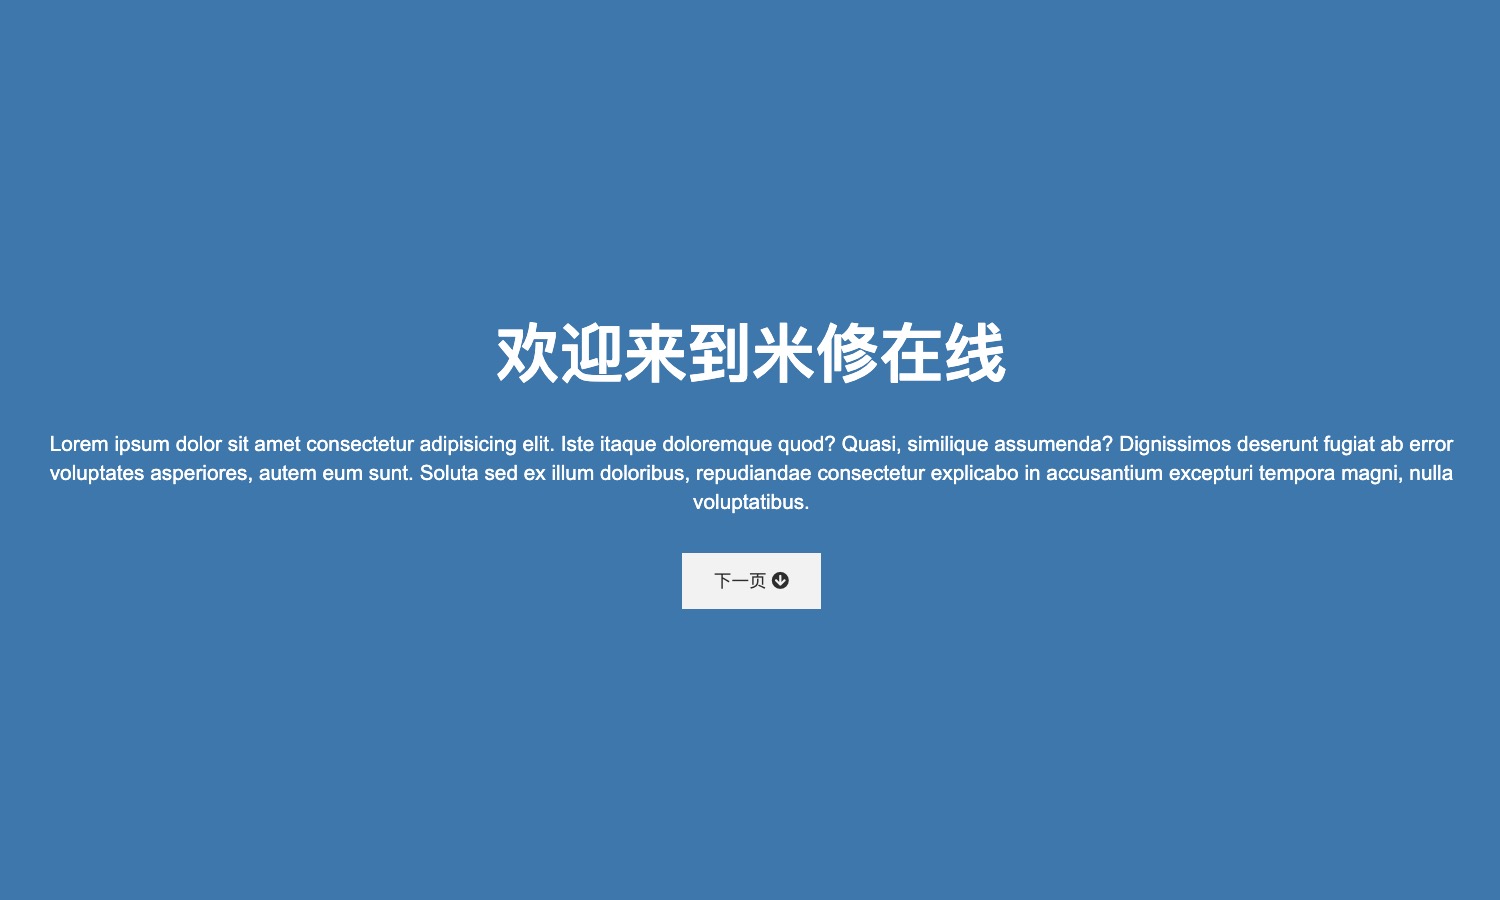 欢迎来到米修在线
Lorem ipsum dolor sit amet consectetur adipisicing elit. Iste itaque doloremque quod? Quasi, similique assumenda? Dignissimos deserunt fugiat ab error
voluptates asperiores, autem eum sunt. Soluta sed ex illum doloribus, repudiandae consectetur explicabo in accusantium excepturi tempora magni, nulla
voluptatibus.
下一页